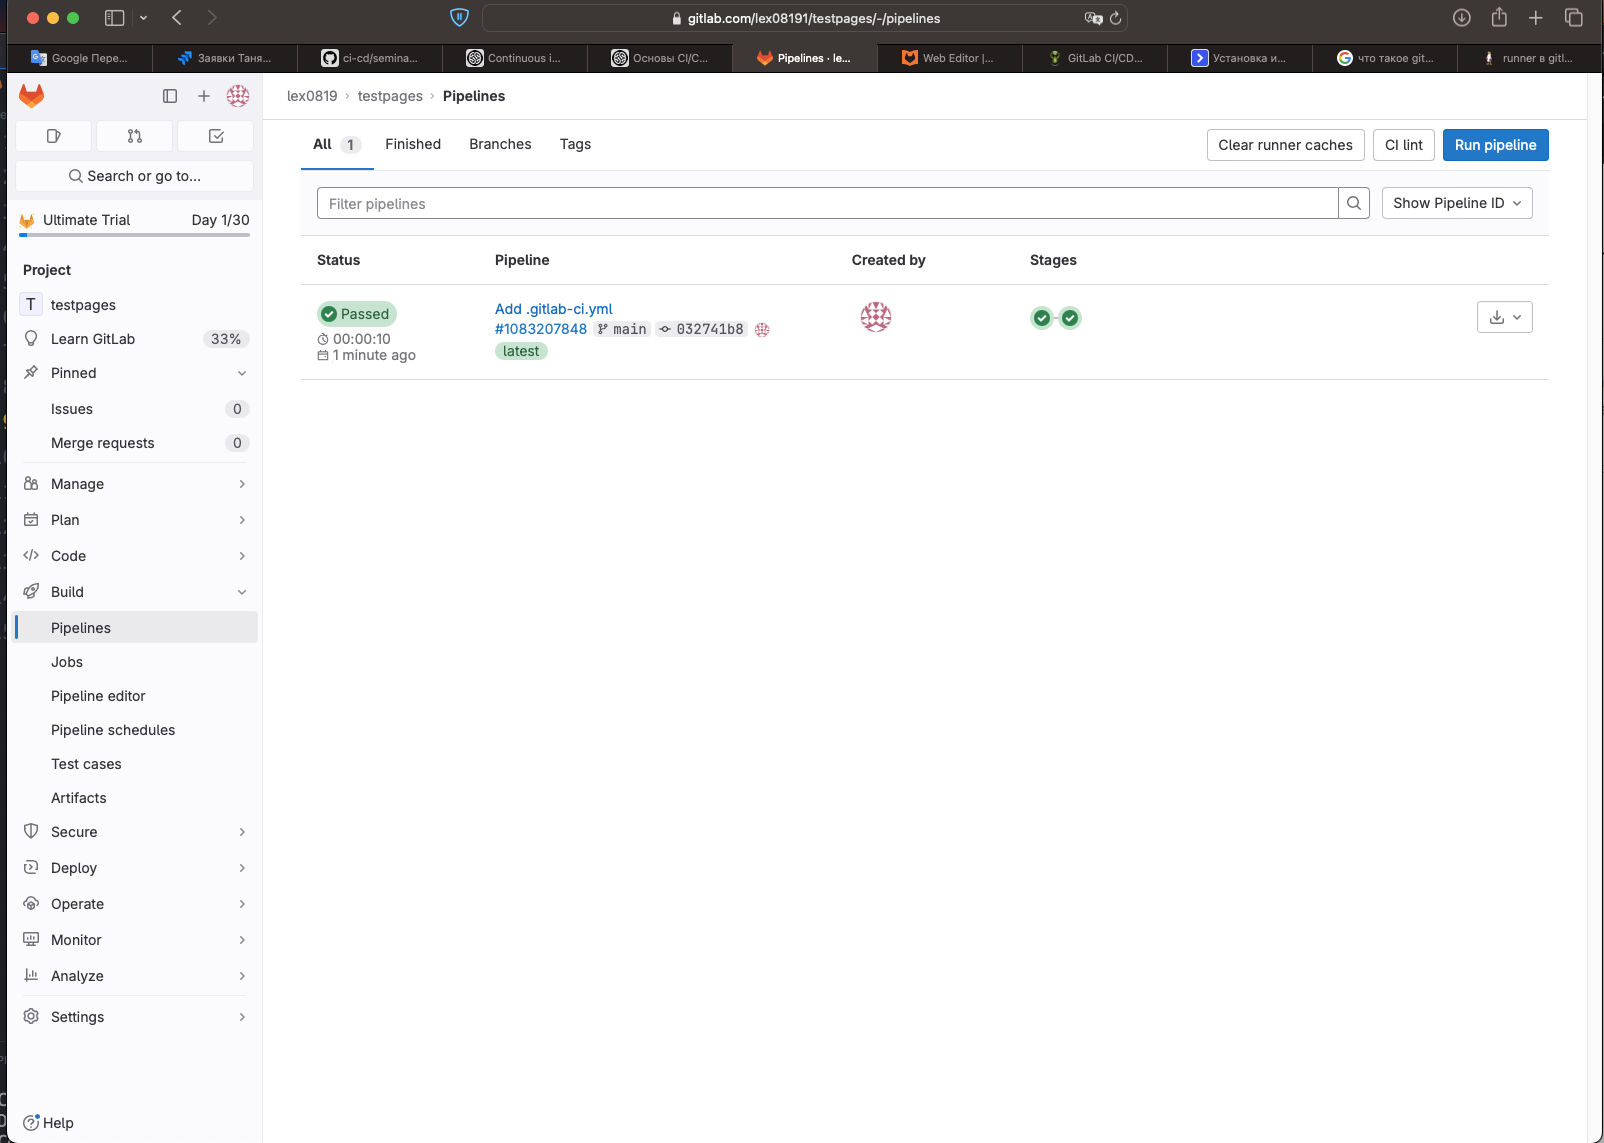 gitlab.com/lex08191/testpages/-/pipelines
Google Пере...
Заявки Таня...
ci-cd/semina...
Continuous i...
Основы CI/C...
Pipelines · le...
Web Editor |...
GitLab CI/CD...
Установка и...
что такое git...
runner в gitl...
lex0819 › testpages › Pipelines
All 1 Finished Branches Tags
Clear runner caches CI lint Run pipeline
Search or go to...
Filter pipelines
Show Pipeline ID
Ultimate Trial Day 1/30
Status Pipeline Created by Stages
Project
T testpages
Passed
00:00:10
1 minute ago
Add .gitlab-ci.yml
#1083207848 main 032741b8
latest
Learn GitLab 33%
Pinned
Issues 0
Merge requests 0
Manage
Plan
Code
Build
Pipelines
Jobs
Pipeline editor
Pipeline schedules
Test cases
Artifacts
Secure
Deploy
Operate
Monitor
Analyze
Settings
Help